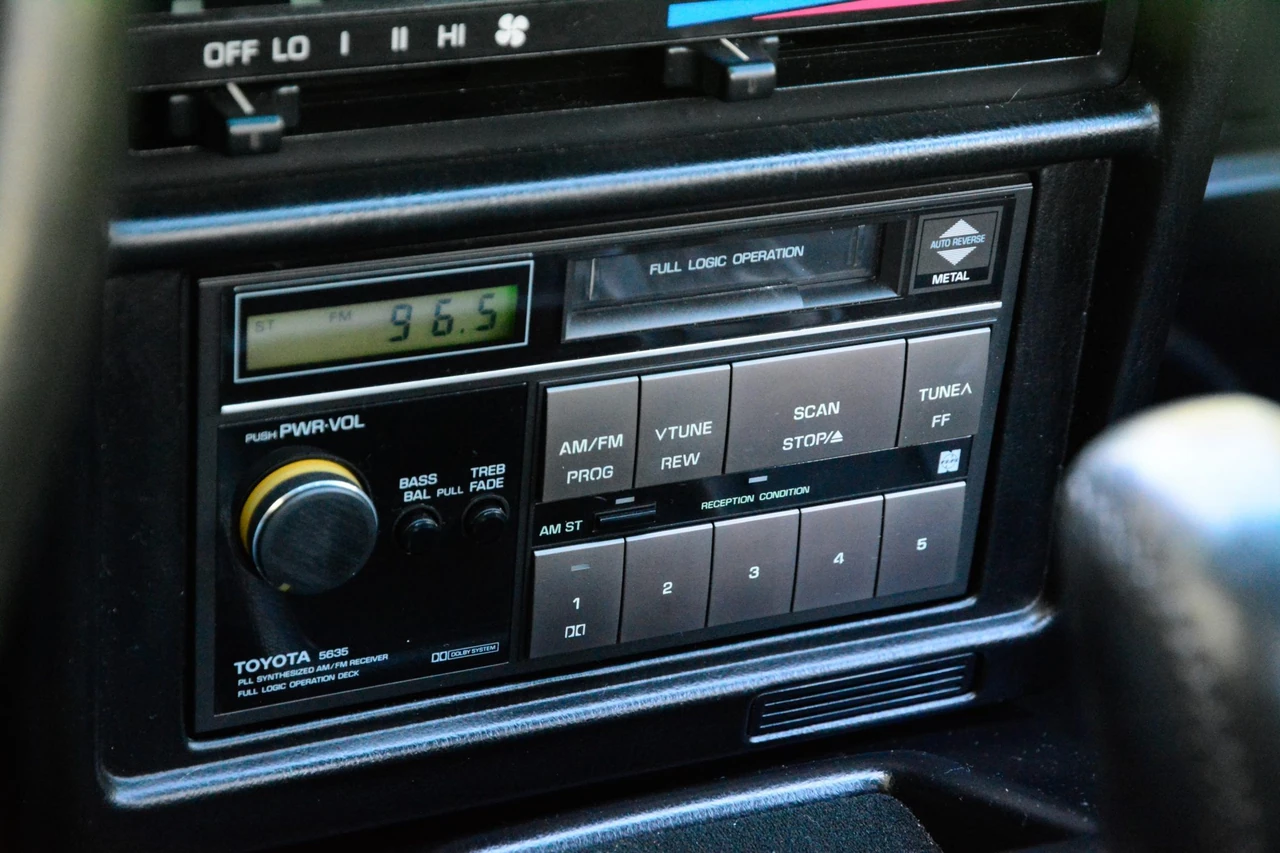 OFF LO I II HI
ST FM 96.5
FULL LOGIC OPERATION
AUTO REVERSE
METAL
PUSH PWR·VOL
BASS
BAL
PULL
TREB
FADE
AM/FM
PROG
∨TUNE
REW
SCAN
STOP/⏏
TUNE∧
FF
AM ST
RECEPTION CONDITION
1
2
3
4
5
TOYOTA 5635
PLL SYNTHESIZED AM/FM RECEIVER
FULL LOGIC OPERATION DECK
DOLBY SYSTEM